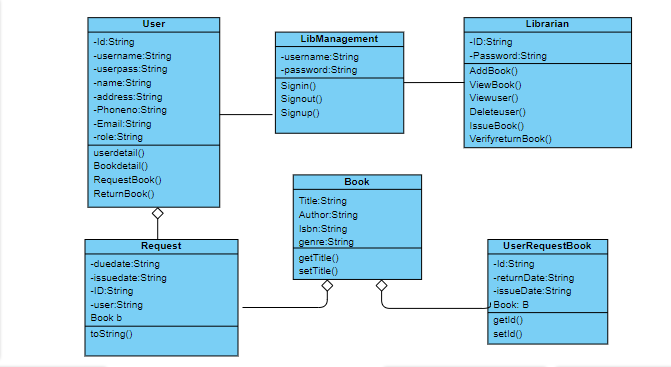 User
-Id:String
-username:String
-userpass:String
-name:String
-address:String
-Phoneno:String
-Email:String
-role:String
userdetail()
Bookdetail()
RequestBook()
ReturnBook()
LibManagement
-username:String
-password:String
Signin()
Signout()
Signup()
Librarian
-ID:String
-Password:String
AddBook()
ViewBook()
Viewuser()
Deleteuser()
IssueBook()
VerifyreturnBook()
Request
-duedate:String
-issuedate:String
-ID:String
-user:String
Book b
toString()
Book
Title:String
Author:String
Isbn:String
genre:String
getTitle()
setTitle()
UserRequestBook
-Id:String
-returnDate:String
-issueDate:String
Book: B
getId()
setId()